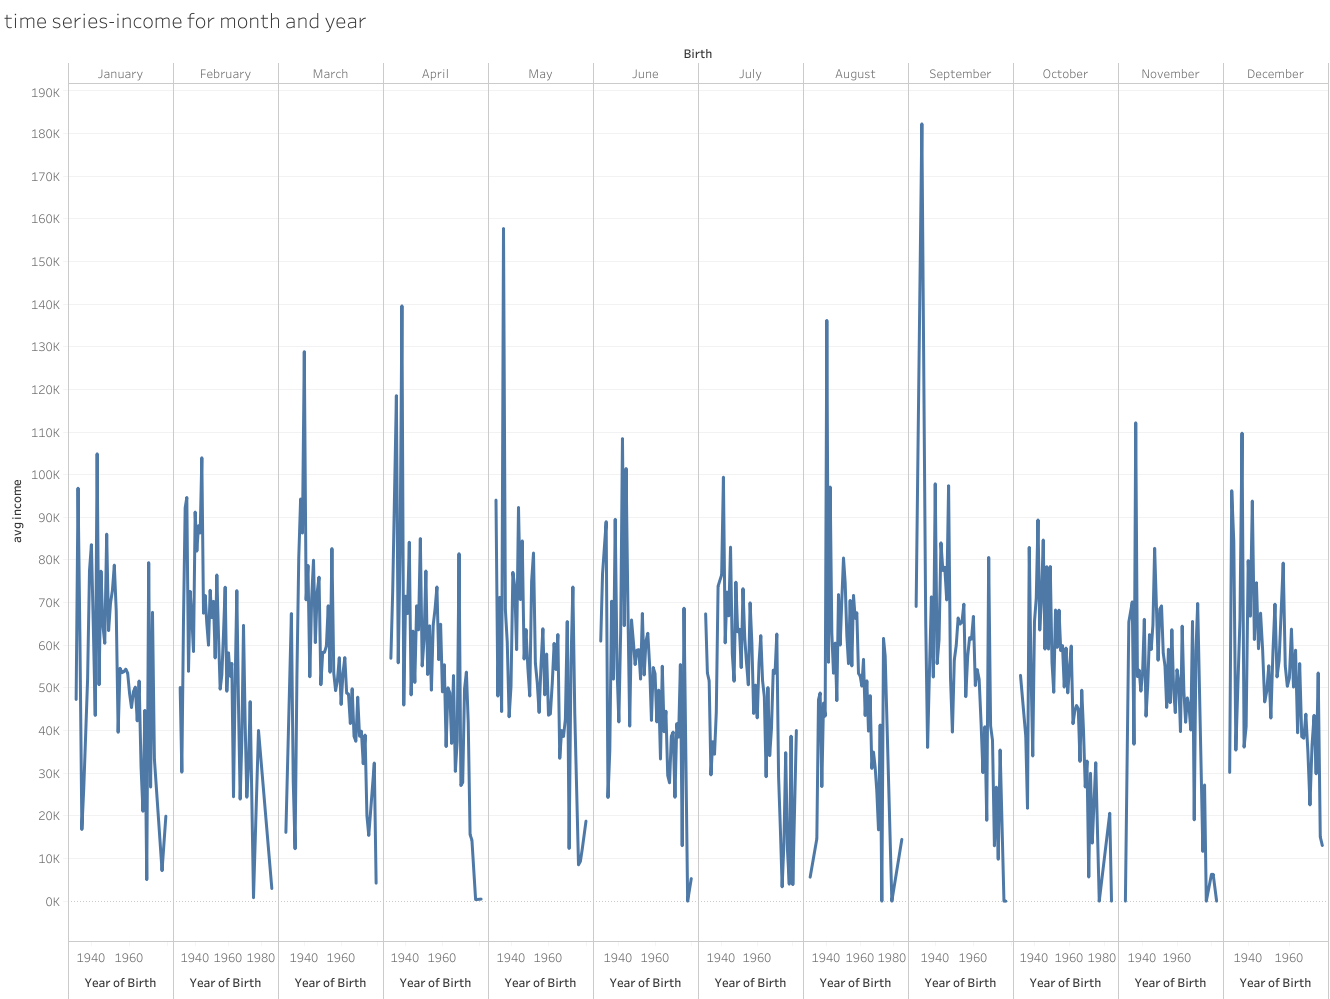 time series-income for month and year
Birth
January February March April May June July August September October November December
190K
180K
170K
160K
150K
140K
130K
120K
110K
100K
90K
80K
70K
60K
50K
40K
30K
20K
10K
0K
avg income
1940 1960 1940 1960 1980 1940 1960 1940 1960 1940 1960 1940 1960 1940 1960 1940 1960 1980 1940 1960 1940 1960 1980 1940 1960 1940 1960
Year of Birth Year of Birth Year of Birth Year of Birth Year of Birth Year of Birth Year of Birth Year of Birth Year of Birth Year of Birth Year of Birth Year of Birth